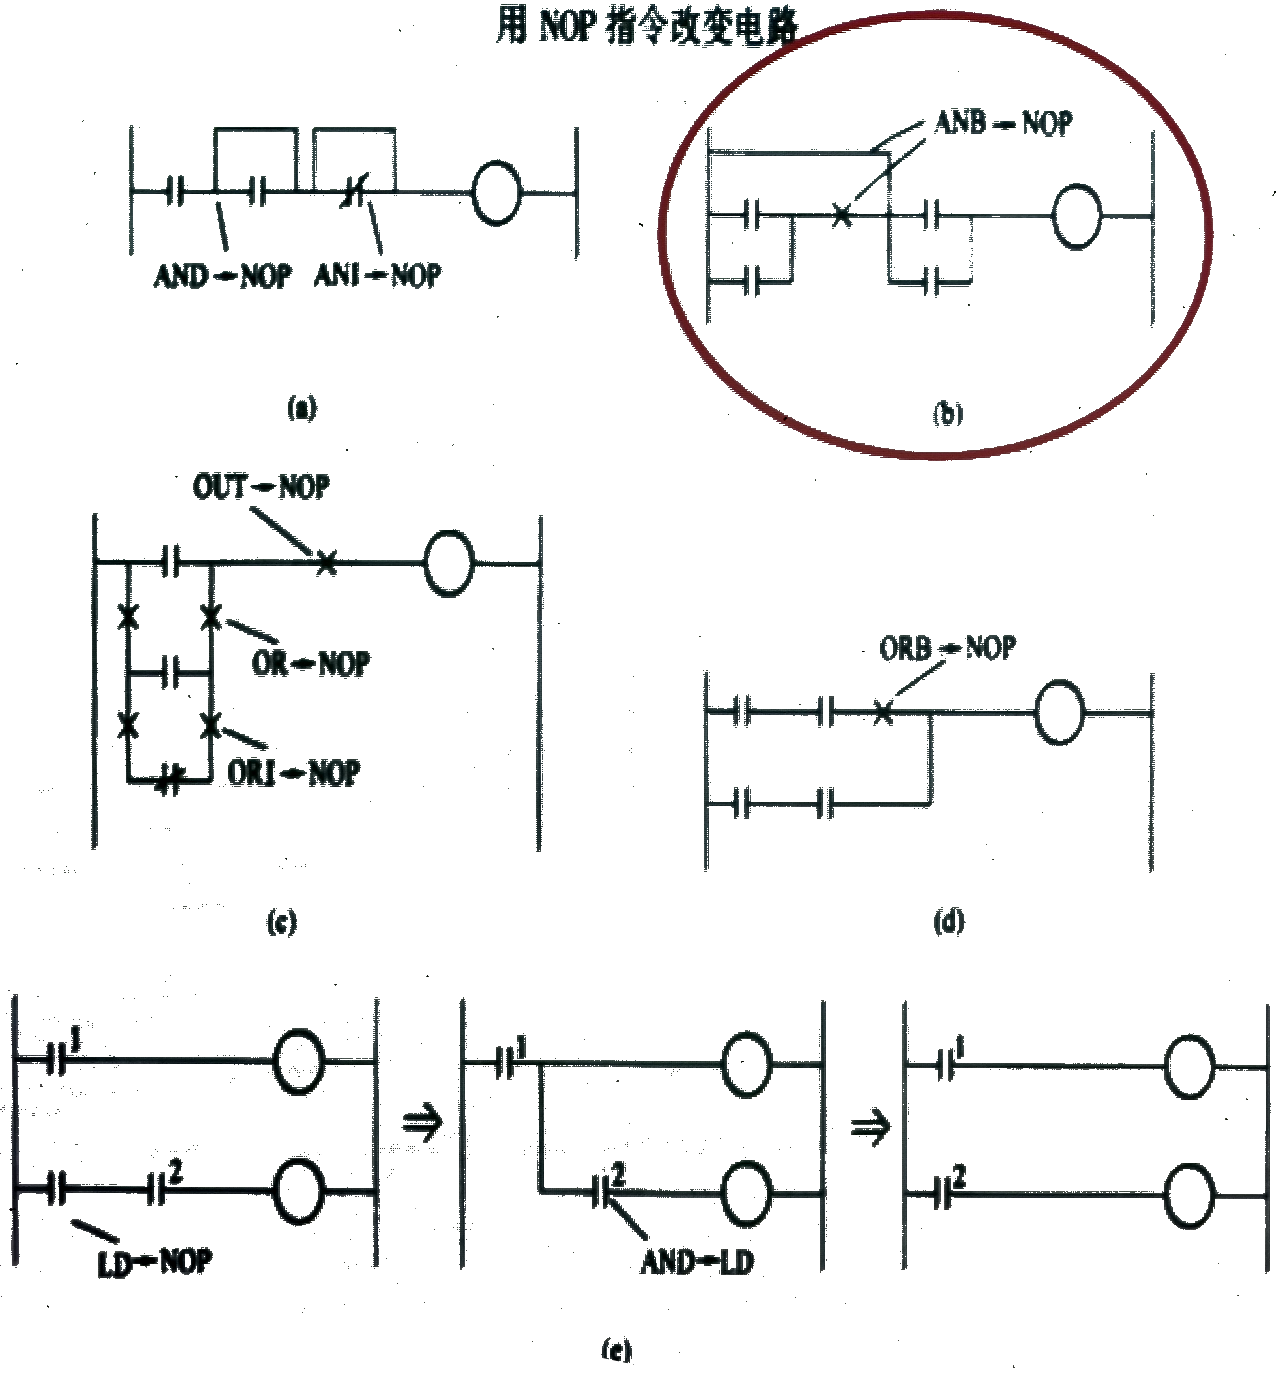 用 NOP 指令改变电路
ANB→NOP
AND→NOP ANI→NOP
(a)
(b)
OUT→NOP
OR→NOP
ORI→NOP
ORB→NOP
(c)
(d)
1
2
LD→NOP
⇒
1
2
AND→LD
⇒
1
2
(e)